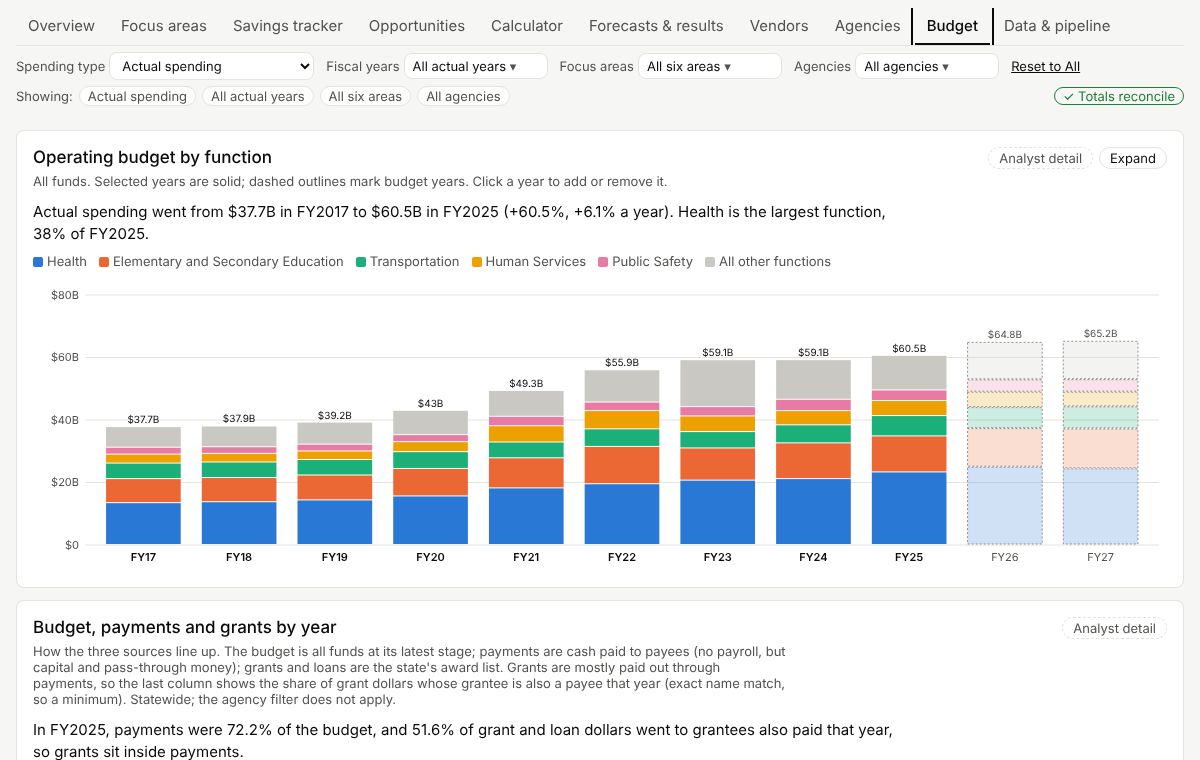 Overview Focus areas Savings tracker Opportunities Calculator Forecasts & results Vendors Agencies Budget Data & pipeline
Spending type Actual spending Fiscal years All actual years ▾ Focus areas All six areas ▾ Agencies All agencies ▾ Reset to All
Showing: Actual spending All actual years All six areas All agencies ✓ Totals reconcile
Operating budget by function Analyst detail Expand
All funds. Selected years are solid; dashed outlines mark budget years. Click a year to add or remove it.
Actual spending went from $37.7B in FY2017 to $60.5B in FY2025 (+60.5%, +6.1% a year). Health is the largest function,
38% of FY2025.
Health Elementary and Secondary Education Transportation Human Services Public Safety All other functions
$80B
$64.8B $65.2B
$60B $55.9B $59.1B $59.1B $60.5B
$49.3B
$40B $37.7B $37.9B $39.2B $43B
$20B
$0
FY17 FY18 FY19 FY20 FY21 FY22 FY23 FY24 FY25 FY26 FY27
Budget, payments and grants by year Analyst detail
How the three sources line up. The budget is all funds at its latest stage; payments are cash paid to payees (no payroll, but
capital and pass-through money); grants and loans are the state's award list. Grants are mostly paid out through
payments, so the last column shows the share of grant dollars whose grantee is also a payee that year (exact name match,
so a minimum). Statewide; the agency filter does not apply.
In FY2025, payments were 72.2% of the budget, and 51.6% of grant and loan dollars went to grantees also paid that year,
so grants sit inside payments.